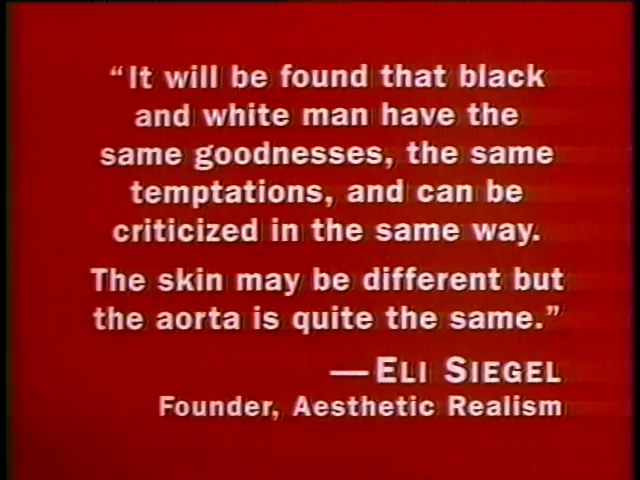 “It will be found that black
and white man have the
same goodnesses, the same
temptations, and can be
criticized in the same way.
The skin may be different but
the aorta is quite the same.”
—ELI SIEGEL
Founder, Aesthetic Realism